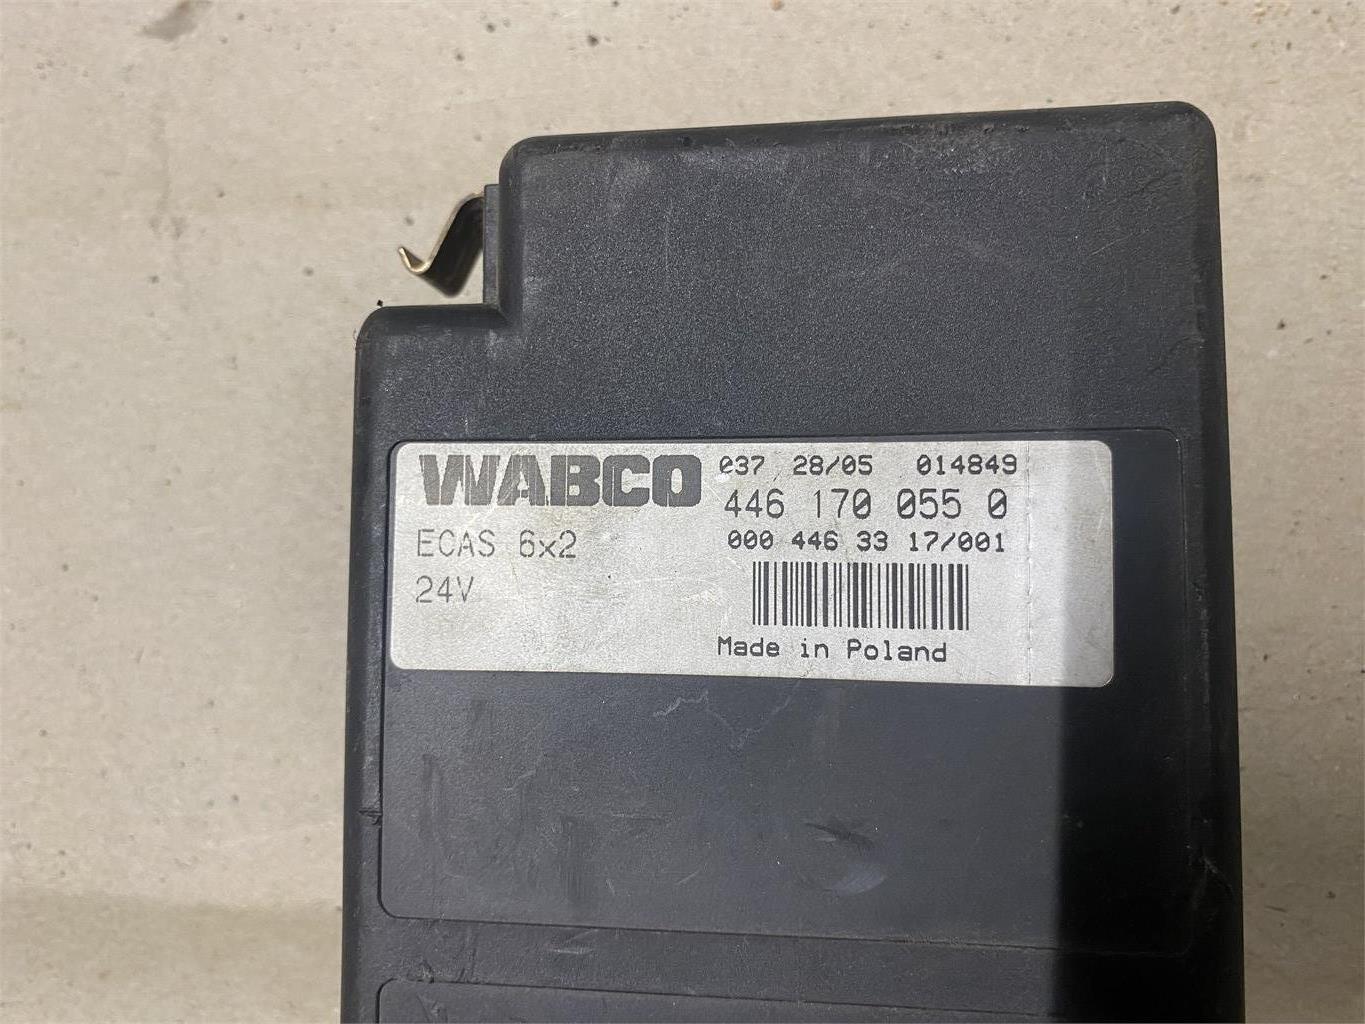 WABCO 037 28/05 014849
446 170 055 0
ECAS 6x2 000 446 33 17/001
24V
Made in Poland